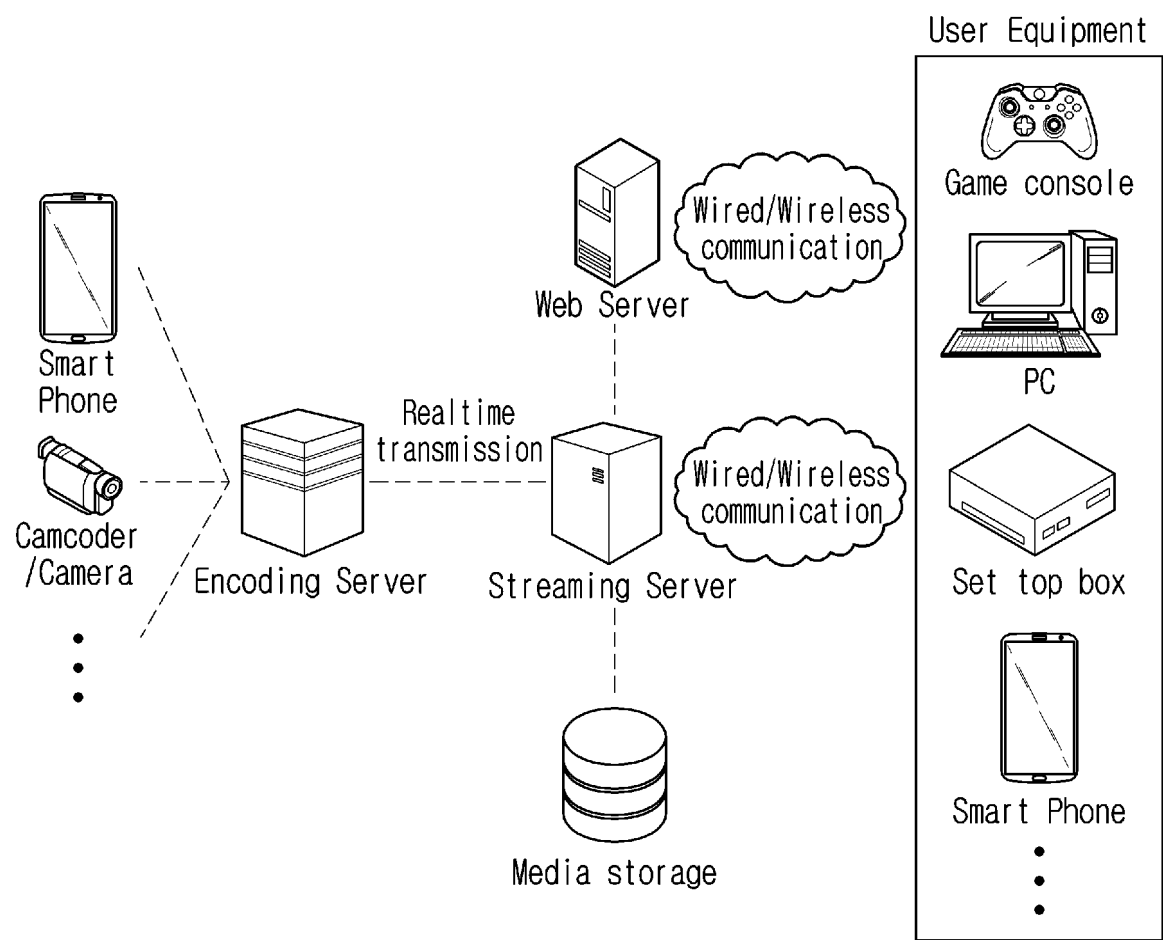 User Equipment
Game console
PC
Set top box
Smart Phone
Wired/Wireless
communication
Web Server
Smart
Phone
Realtime
transmission
Wired/Wireless
communication
Camcoder
/Camera
Encoding Server
Streaming Server
Media storage